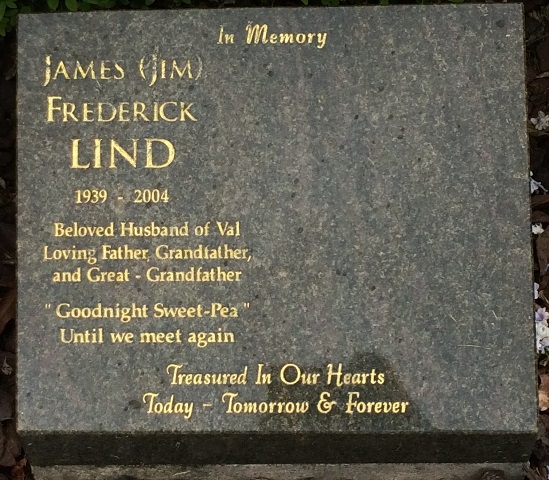 In Memory
JAMES (JIM)
FREDERICK
LIND
1939 - 2004
Beloved Husband of Val
Loving Father, Grandfather,
and Great - Grandfather
" Goodnight Sweet-Pea "
Until we meet again
Treasured In Our Hearts
Today - Tomorrow & Forever